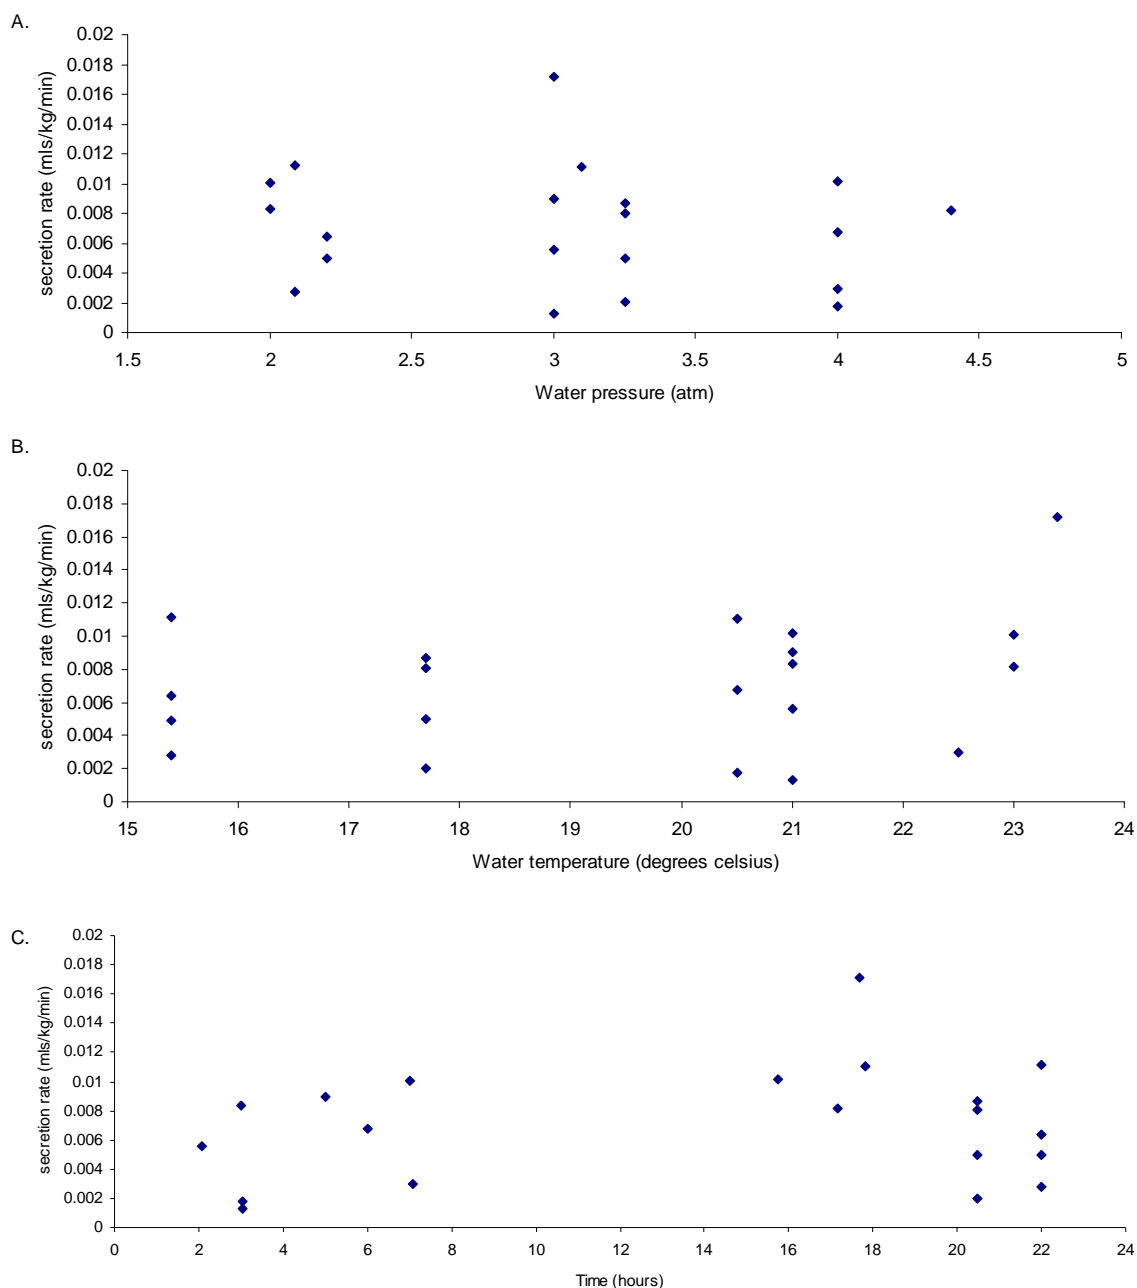 A.
0.02
0.018
0.016
0.014
0.012
0.01
0.008
0.006
0.004
0.002
0
secretion rate (mls/kg/min)
1.5 2 2.5 3 3.5 4 4.5 5
Water pressure (atm)
B.
0.02
0.018
0.016
0.014
0.012
0.01
0.008
0.006
0.004
0.002
0
secretion rate (mls/kg/min)
15 16 17 18 19 20 21 22 23 24
Water temperature (degrees celsius)
C.
0.02
0.018
0.016
0.014
0.012
0.01
0.008
0.006
0.004
0.002
0
secretion rate (mls/kg/min)
0 2 4 6 8 10 12 14 16 18 20 22 24
Time (hours)